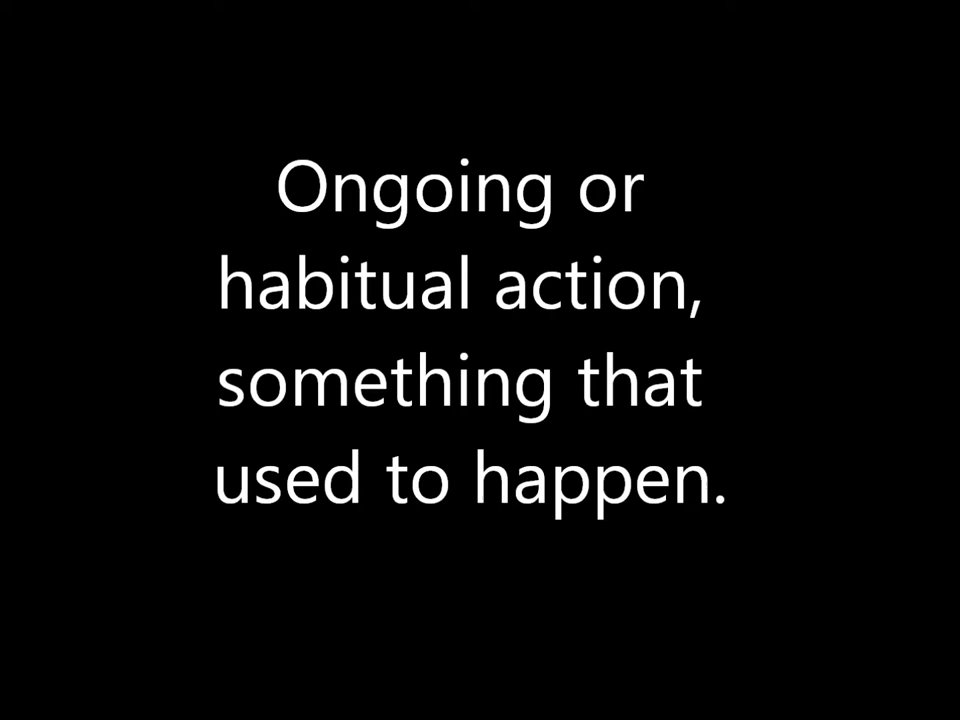 Ongoing or
habitual action,
something that
used to happen.